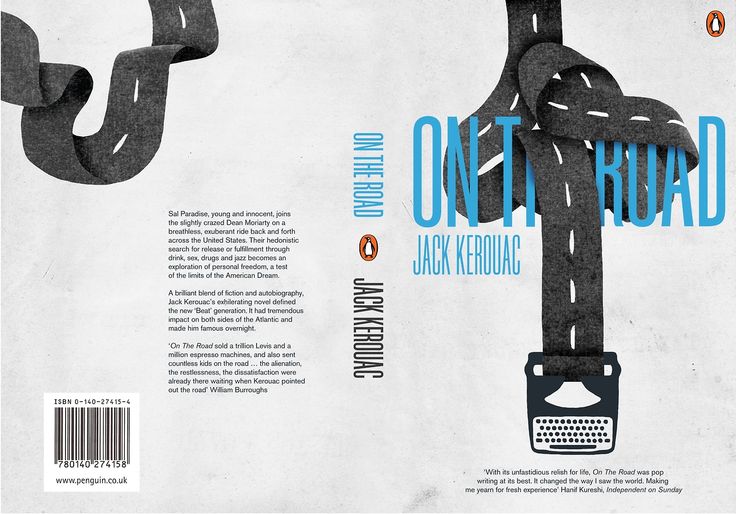 Sal Paradise, young and innocent, joins
the slightly crazed Dean Moriarty on a
breathless, exuberant ride back and forth
across the United States. Their hedonistic
search for release or fulfillment through
drink, sex, drugs and jazz becomes an
exploration of personal freedom, a test
of the limits of the American Dream.
A brilliant blend of fiction and autobiography,
Jack Kerouac's exhilerating novel defined
the new 'Beat' generation. It had tremendous
impact on both sides of the Atlantic and
made him famous overnight.
'On The Road sold a trillion Levis and a
million espresso machines, and also sent
countless kids on the road ... the alienation,
the restlessness, the dissatisfaction were
already there waiting when Kerouac pointed
out the road' William Burroughs
ISBN 0-140-27415-4
9780140274158
www.penguin.co.uk
ON THE ROAD
JACK KEROUAC
ON THE ROAD
JACK KEROUAC
'With its unfastidious relish for life, On The Road was pop
writing at its best. It changed the way I saw the world. Making
me yearn for fresh experience' Hanif Kureshi, Independent on Sunday